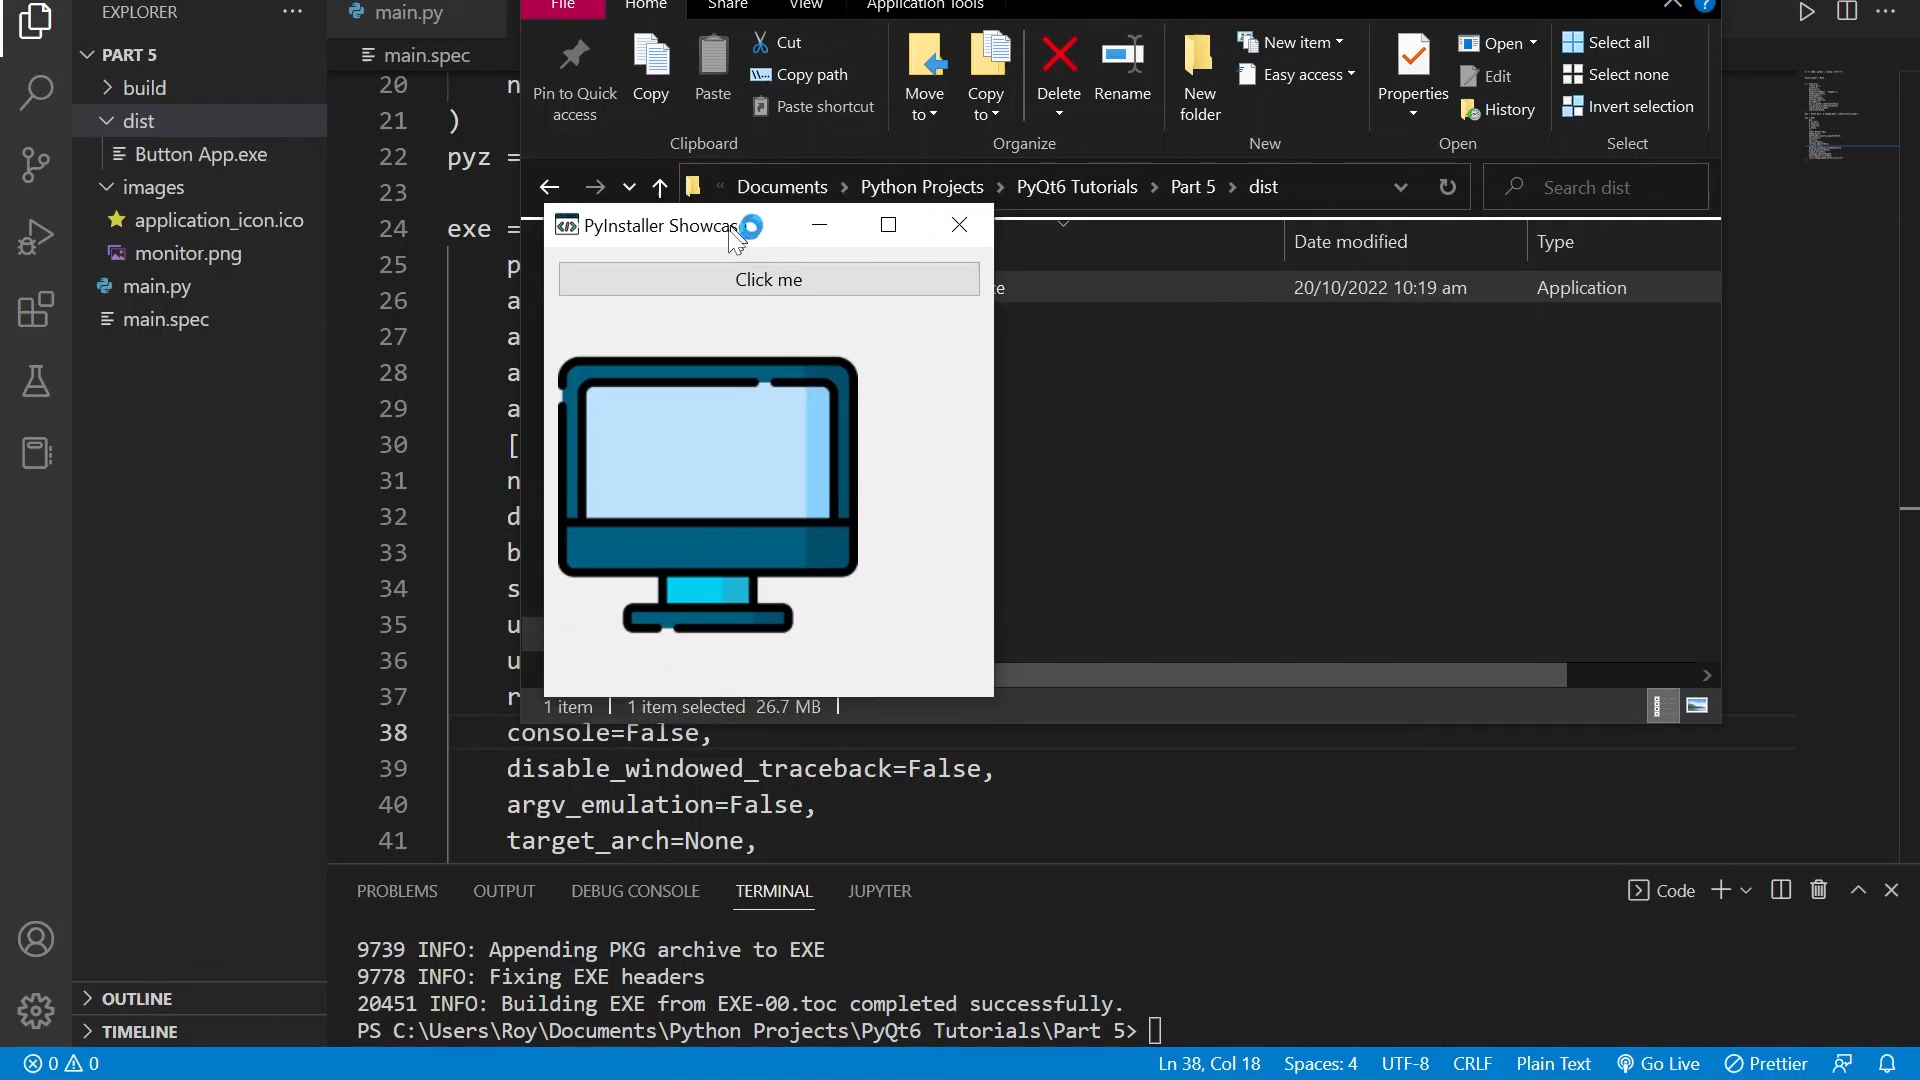 EXPLORER
PART 5
build
dist
Button App.exe
images
application_icon.ico
monitor.png
main.py
main.spec
OUTLINE
TIMELINE
main.py
main.spec
20 n
21 )
22 pyz =
23
24 exe =
25 p
26 a
27 a
28 a
29 a
30 [
31 n
32 d
33 b
34 s
35 u
36 u
37 r
38 console=False,
39 disable_windowed_traceback=False,
40 argv_emulation=False,
41 target_arch=None,
File Home Share View Application Tools
Pin to Quick access
Copy
Paste
Cut
Copy path
Paste shortcut
Clipboard
Move to
Copy to
Delete
Rename
Organize
New folder
New item
Easy access
New
Properties
Open
Edit
History
Open
Select all
Select none
Invert selection
Select
Documents Python Projects PyQt6 Tutorials Part 5 dist
Search dist
Date modified Type
20/10/2022 10:19 am Application
PyInstaller Showcas
Click me
1 item 1 item selected 26.7 MB
PROBLEMS OUTPUT DEBUG CONSOLE TERMINAL JUPYTER
Code
9739 INFO: Appending PKG archive to EXE
9778 INFO: Fixing EXE headers
20451 INFO: Building EXE from EXE-00.toc completed successfully.
PS C:\Users\Roy\Documents\Python Projects\PyQt6 Tutorials\Part 5>
0 0
Ln 38, Col 18 Spaces: 4 UTF-8 CRLF Plain Text Go Live Prettier